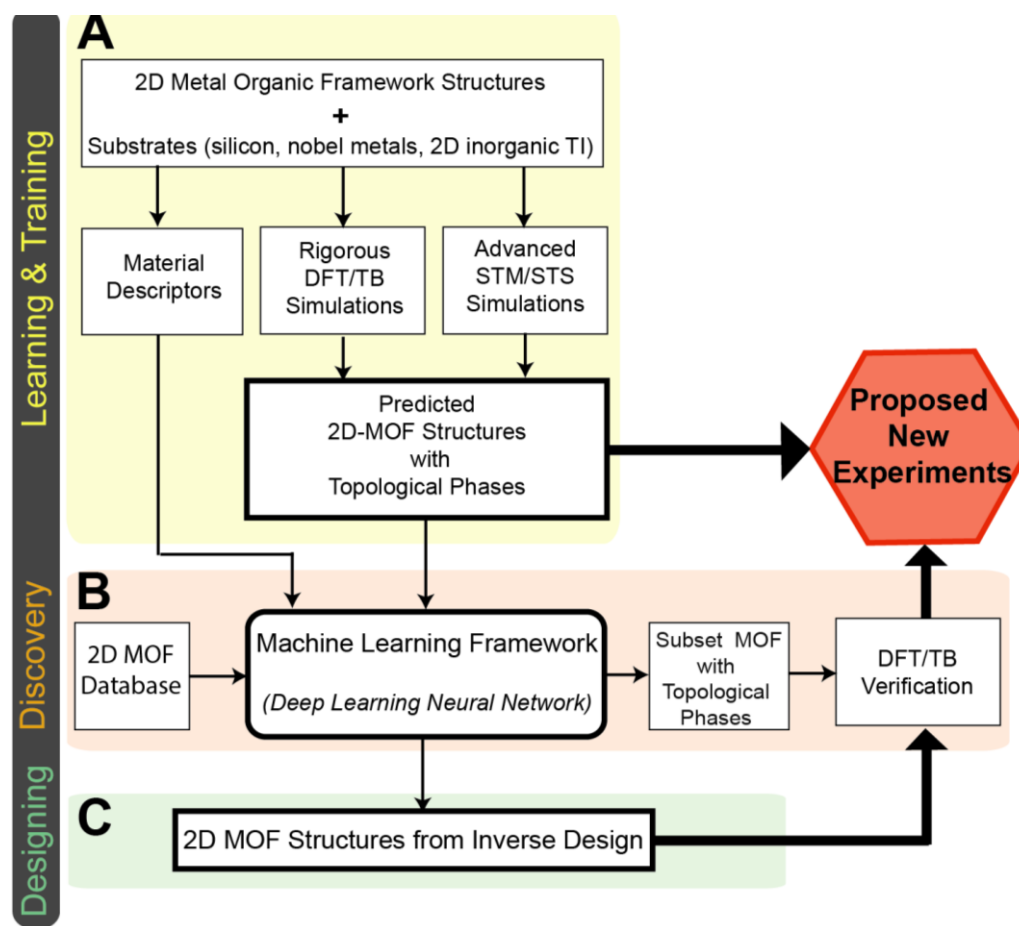 Learning & Training
Discovery
Designing
A
2D Metal Organic Framework Structures
+
Substrates (silicon, nobel metals, 2D inorganic TI)
Material
Descriptors
Rigorous
DFT/TB
Simulations
Advanced
STM/STS
Simulations
Predicted
2D-MOF Structures
with
Topological Phases
Proposed
New
Experiments
B
2D MOF
Database
Machine Learning Framework
(Deep Learning Neural Network)
Subset MOF
with
Topological
Phases
DFT/TB
Verification
C
2D MOF Structures from Inverse Design